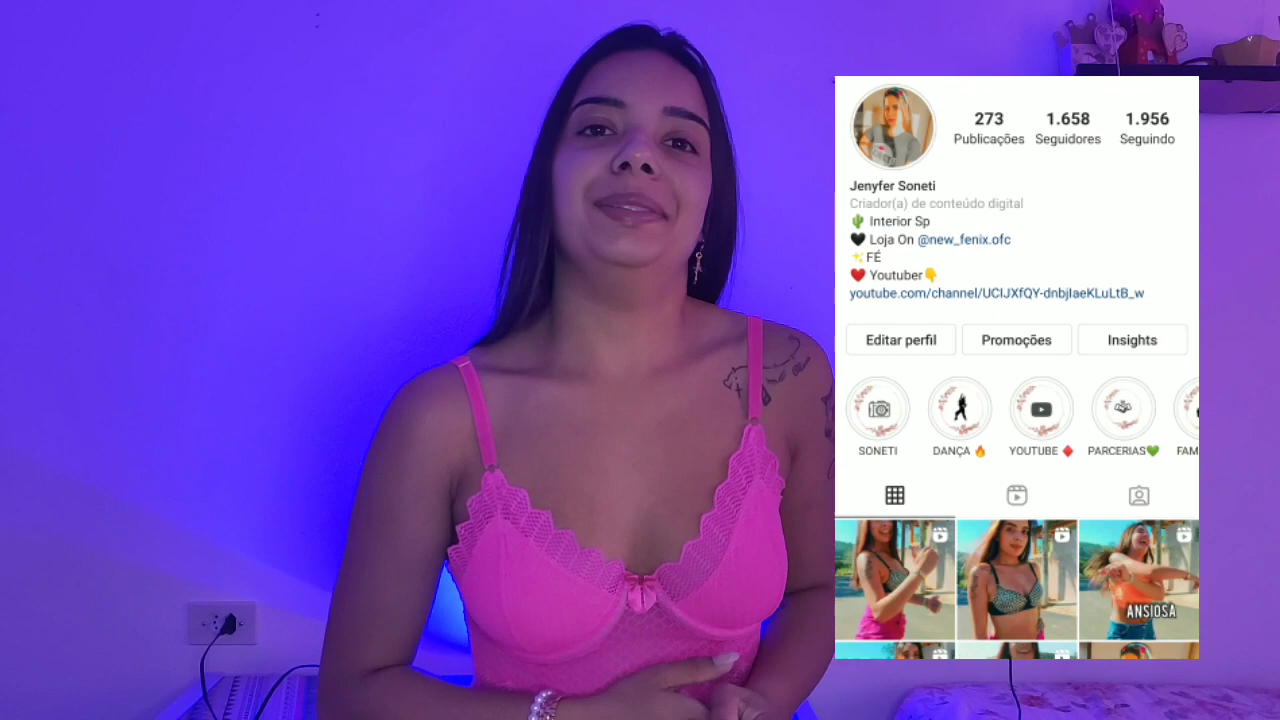 273 1.658 1.956
Publicações Seguidores Seguindo
Jenyfer Soneti
Criador(a) de conteúdo digital
🌵 Interior Sp
🖤 Loja On @new_fenix.ofc
✨FÉ
❤️ Youtuber👇
youtube.com/channel/UCIJXfQY-dnbjIaeKLuLtB_w
Editar perfil Promoções Insights
SONETI DANÇA 🔥 YOUTUBE ♦️ PARCERIAS💚 FAM
ANSIOSA